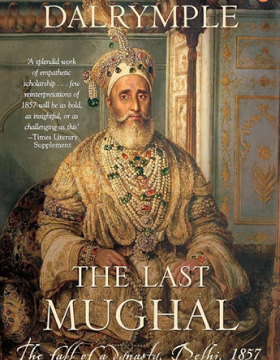 DALRYMPLE
'A splendid work
of empathetic
scholarship . . . few
reinterpretations of
1857 will be as bold,
as insightful, or as
challenging as this'
—Times Literary
Supplement
THE LAST
MUGHAL
The fall of a dynasty, Delhi, 1857